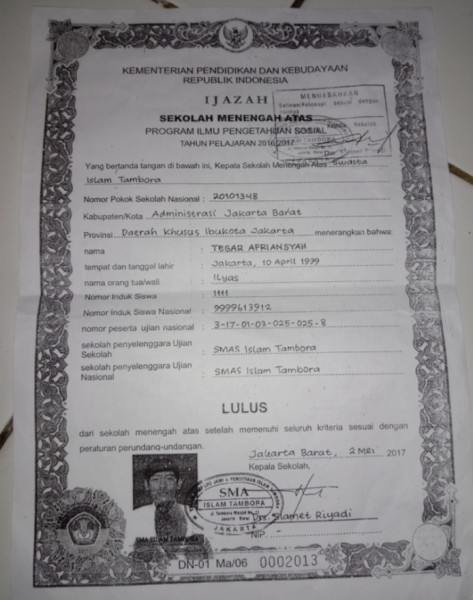 KEMENTERIAN PENDIDIKAN DAN KEBUDAYAAN
REPUBLIK INDONESIA
IJAZAH
MENGESAHKAN
SEKOLAH MENENGAH ATAS
PROGRAM ILMU PENGETAHUAN SOSIAL
TAHUN PELAJARAN 2016/2017
Yang bertanda tangan di bawah ini, Kepala Sekolah Menengah Atas Swasta
Islam Tambora
Nomor Pokok Sekolah Nasional : 20101348
Kabupaten/Kota Administrasi Jakarta Barat
Provinsi Daerah Khusus Ibukota Jakarta menerangkan bahwa:
nama : TEGAR AFRIANSYAH
tempat dan tanggal lahir : Jakarta, 10 April 1999
nama orang tua/wali : Ilyas
Nomor Induk Siswa : 1111
Nomor Induk Siswa Nasional : 9999613912
nomor peserta ujian nasional : 3-17-01-03-025-025-8
sekolah penyelenggara Ujian Sekolah : SMAS Islam Tambora
sekolah penyelenggara Ujian Nasional : SMAS Islam Tambora
LULUS
dari sekolah menengah atas setelah memenuhi seluruh kriteria sesuai dengan
peraturan perundang-undangan.
Jakarta Barat, 2 Mei 2017
Kepala Sekolah,
SMA
ISLAM TAMBORA
JAKARTA
Drs. Slamet Riyadi
NIP
SMA ISLAM TAMBORA
DN-01 Ma/06 0002013